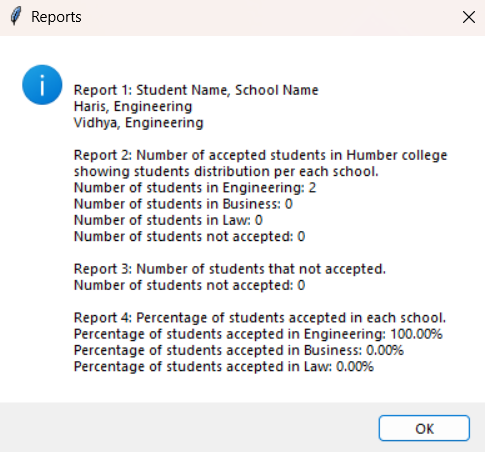 Reports
Report 1: Student Name, School Name
Haris, Engineering
Vidhya, Engineering
Report 2: Number of accepted students in Humber college
showing students distribution per each school.
Number of students in Engineering: 2
Number of students in Business: 0
Number of students in Law: 0
Number of students not accepted: 0
Report 3: Number of students that not accepted.
Number of students not accepted: 0
Report 4: Percentage of students accepted in each school.
Percentage of students accepted in Engineering: 100.00%
Percentage of students accepted in Business: 0.00%
Percentage of students accepted in Law: 0.00%
OK